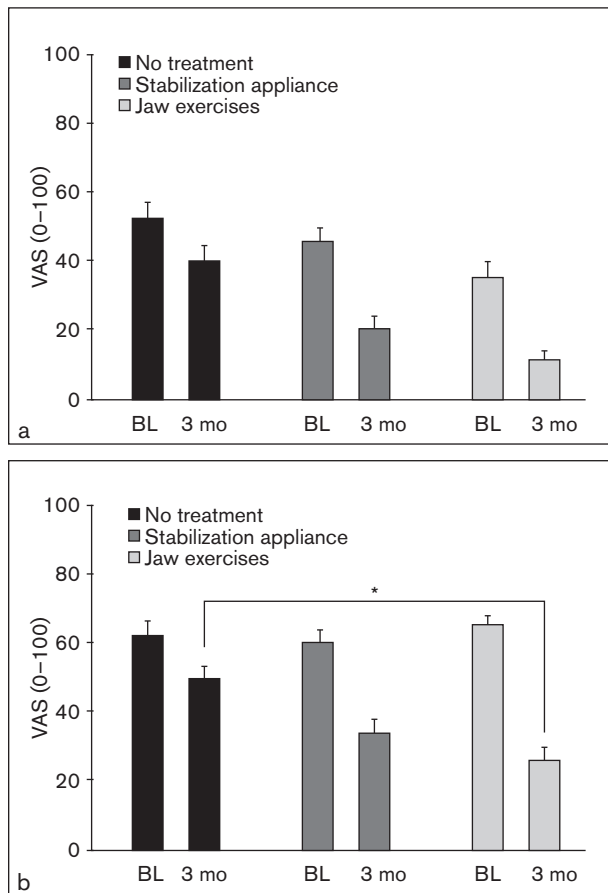 100
80
60
40
20
0
VAS (0–100)
No treatment
Stabilization appliance
Jaw exercises
BL 3 mo BL 3 mo BL 3 mo
a
100
80
60
40
20
0
VAS (0–100)
No treatment
Stabilization appliance
Jaw exercises
*
BL 3 mo BL 3 mo BL 3 mo
b